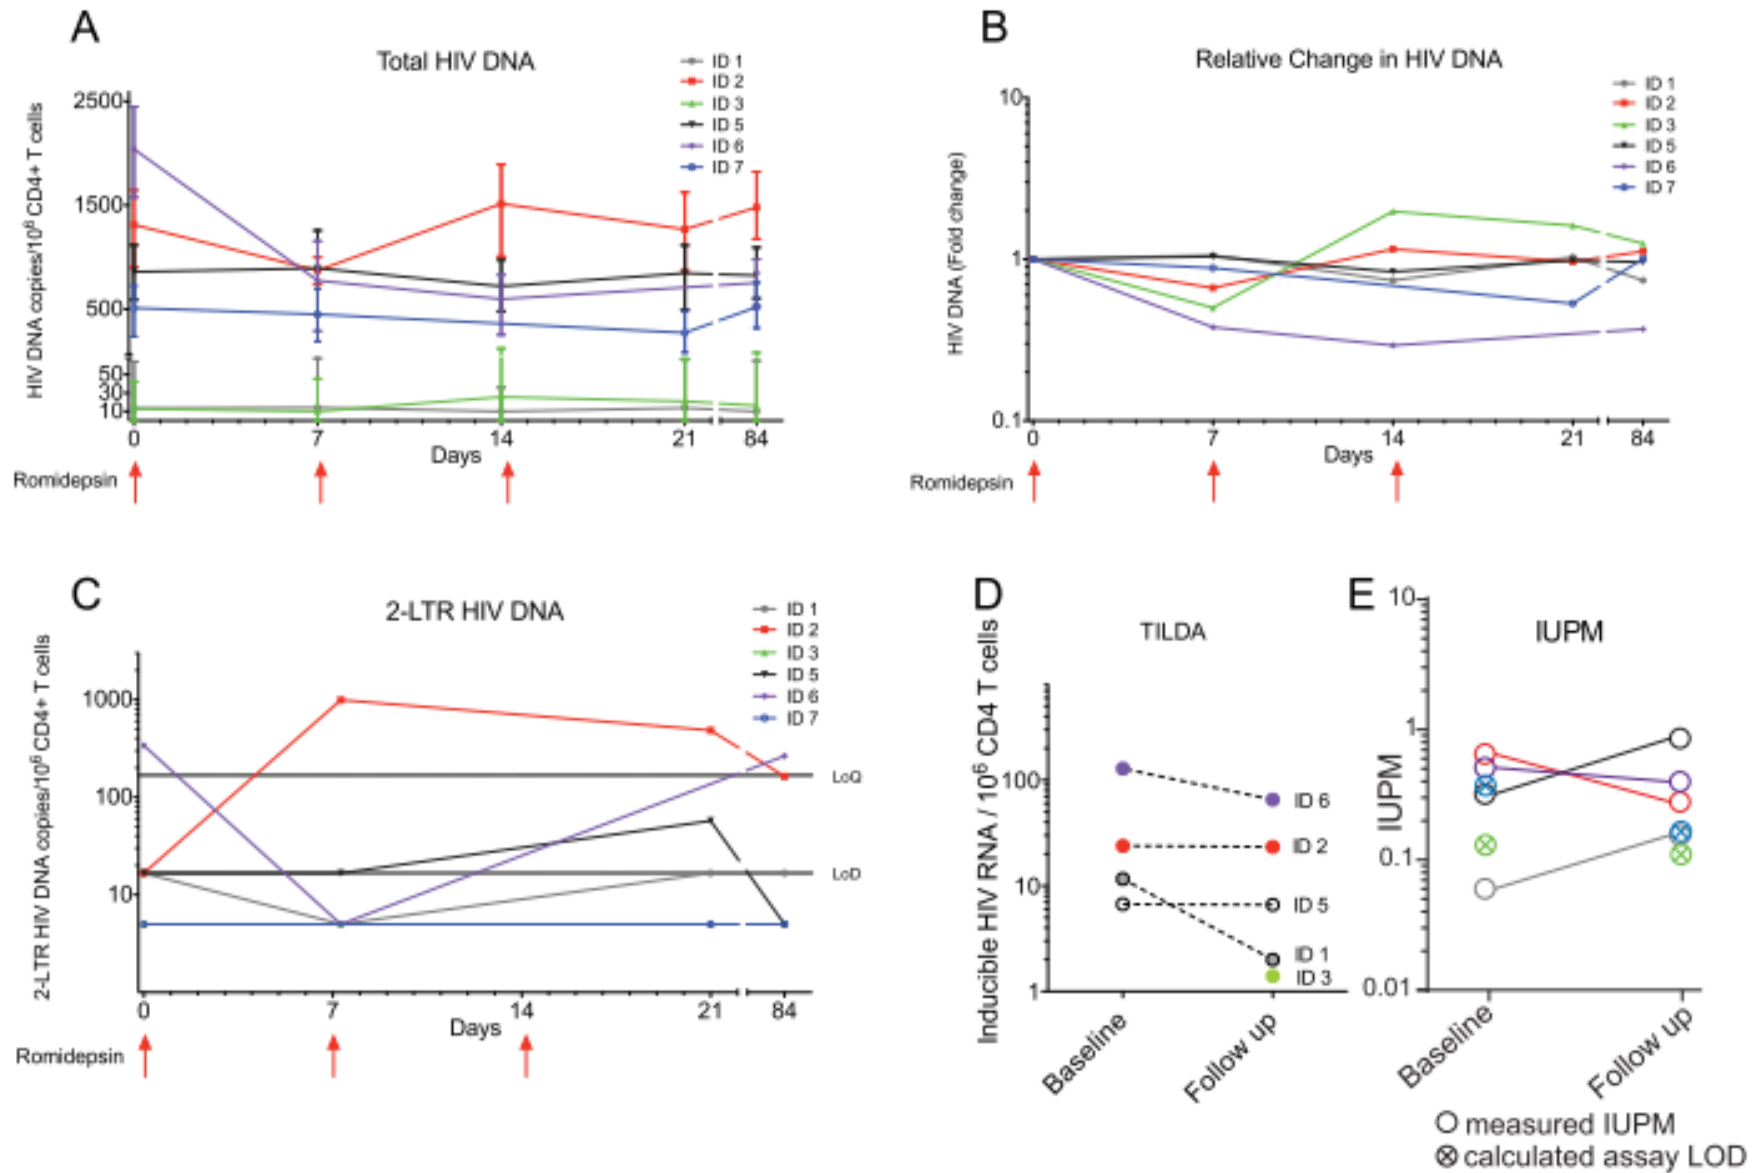 A
Total HIV DNA
ID 1
ID 2
ID 3
ID 5
ID 6
ID 7
HIV DNA copies/10⁶ CD4+ T cells
2500
1500
500
50
30
10
0
7
14
21
84
Days
Romidepsin
B
Relative Change in HIV DNA
ID 1
ID 2
ID 3
ID 5
ID 6
ID 7
HIV DNA (Fold change)
10
1
0.1
0
7
14
21
84
Days
Romidepsin
C
2-LTR HIV DNA
ID 1
ID 2
ID 3
ID 5
ID 6
ID 7
2-LTR HIV DNA copies/10⁶ CD4+ T cells
1000
100
10
LoQ
LoD
0
7
14
21
84
Days
Romidepsin
D
TILDA
Inducible HIV RNA / 10⁶ CD4 T cells
100
10
1
ID 6
ID 2
ID 5
ID 1
ID 3
Baseline
Follow up
E
IUPM
IUPM
10
1
0.1
0.01
Baseline
Follow up
measured IUPM
calculated assay LOD